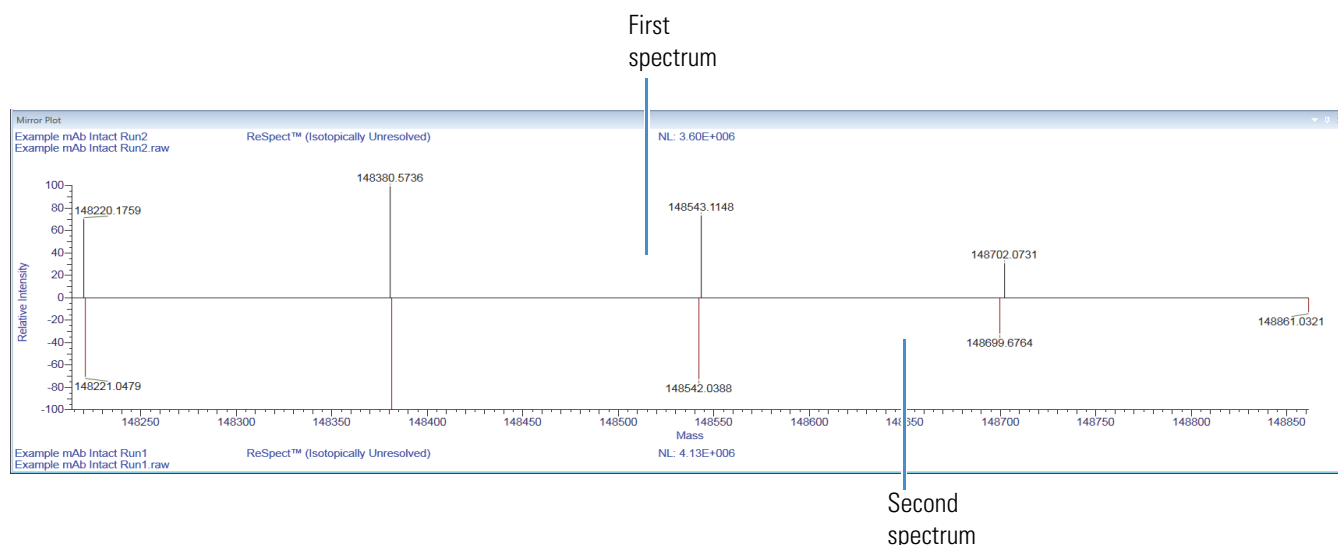 First
spectrum
Mirror Plot
Example mAb Intact Run2 ReSpect™ (Isotopically Unresolved) NL: 3.60E+006
Example mAb Intact Run2.raw
148380.5736
100
80
148220.1759
148543.1148
60
40
148702.0731
20
0
-20
148861.0321
-40
148699.6764
-60
-80
148221.0479
148542.0388
-100
Relative Intensity
148250 148300 148350 148400 148450 148500 148550 148600 148650 148700 148750 148800 148850
Mass
Example mAb Intact Run1 ReSpect™ (Isotopically Unresolved) NL: 4.13E+006
Example mAb Intact Run1.raw
Second
spectrum